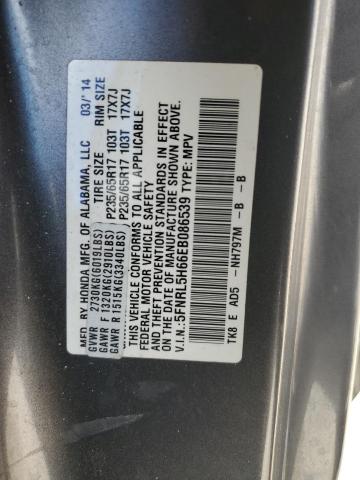 MFD. BY HONDA MFG. OF ALABAMA, LLC 03/'14
GVWR 2730KG(6019LBS) TIRE SIZE RIM SIZE
GAWR F 1320KG(2910LBS) P235/65R17 103T 17X7J
GAWR R 1515KG(3340LBS) P235/65R17 103T 17X7J
THIS VEHICLE CONFORMS TO ALL APPLICABLE
FEDERAL MOTOR VEHICLE SAFETY
AND THEFT PREVENTION STANDARDS IN EFFECT
ON THE DATE OF MANUFACTURE SHOWN ABOVE.
V.I.N.:5FNRL5H66EB086539 TYPE: MPV
TK8 E AD5 -NH797M -B -B